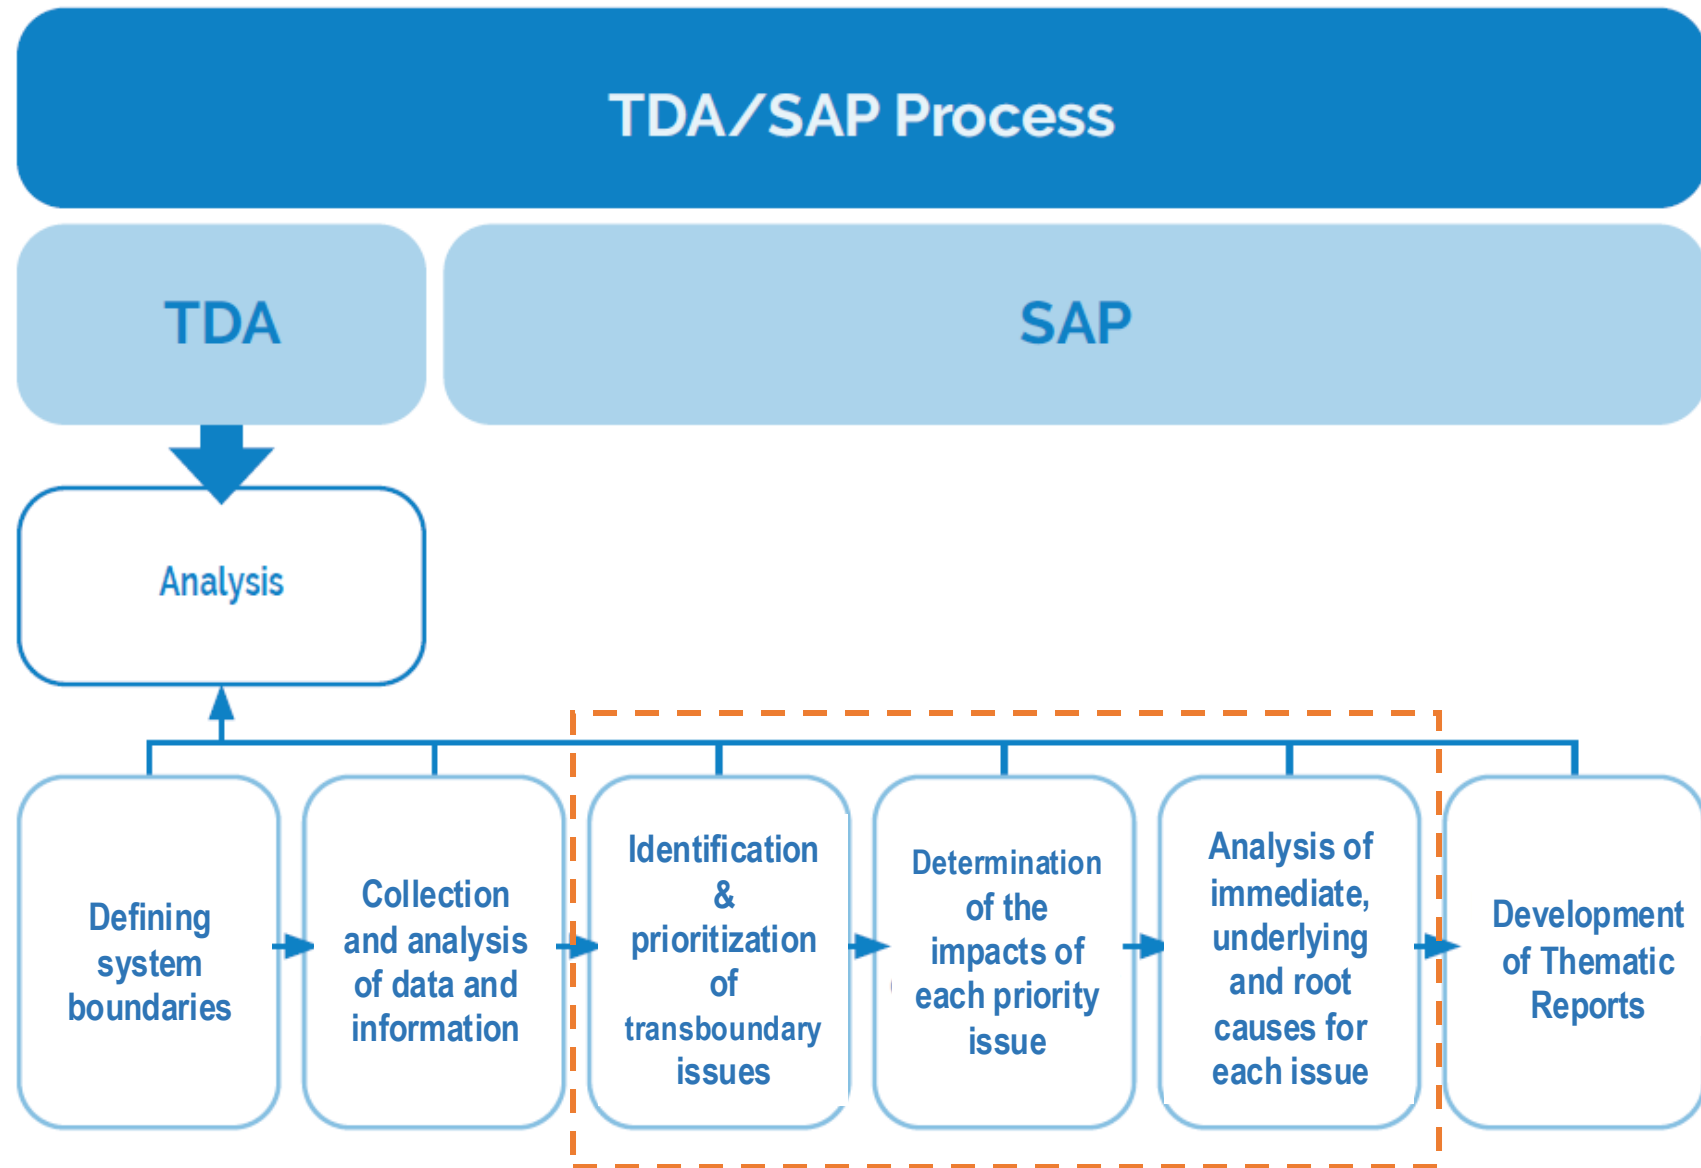 TDA/SAP Process
TDA
SAP
Analysis
Defining
system
boundaries
Collection
and analysis
of data and
information
Identification
&
prioritization
of
transboundary
issues
Determination
of the
impacts of
each priority
issue
Analysis of
immediate,
underlying
and root
causes for
each issue
Development
of Thematic
Reports